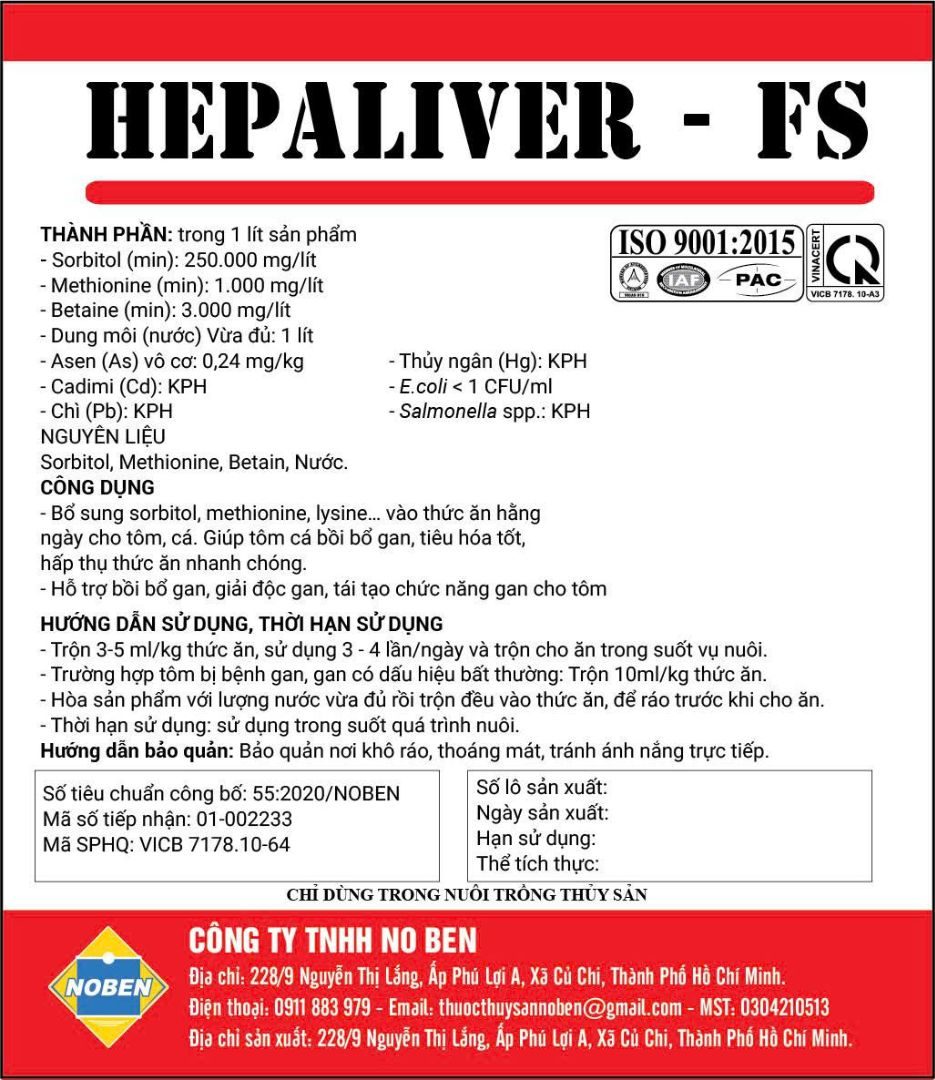 HEPALIVER - FS
THÀNH PHẦN: trong 1 lít sản phẩm
- Sorbitol (min): 250.000 mg/lít
- Methionine (min): 1.000 mg/lít
- Betaine (min): 3.000 mg/lít
- Dung môi (nước) Vừa đủ: 1 lít
- Asen (As) vô cơ: 0,24 mg/kg
- Cadimi (Cd): KPH
- Chì (Pb): KPH
- Thủy ngân (Hg): KPH
- E.coli < 1 CFU/ml
- Salmonella spp.: KPH
ISO 9001:2015
IAF
PAC
VINACERT
VICB 7178. 10-A3
NGUYÊN LIỆU
Sorbitol, Methionine, Betain, Nước.
CÔNG DỤNG
- Bổ sung sorbitol, methionine, lysine... vào thức ăn hằng
ngày cho tôm, cá. Giúp tôm cá bồi bổ gan, tiêu hóa tốt,
hấp thụ thức ăn nhanh chóng.
- Hỗ trợ bồi bổ gan, giải độc gan, tái tạo chức năng gan cho tôm
HƯỚNG DẪN SỬ DỤNG, THỜI HẠN SỬ DỤNG
- Trộn 3-5 ml/kg thức ăn, sử dụng 3 - 4 lần/ngày và trộn cho ăn trong suốt vụ nuôi.
- Trường hợp tôm bị bệnh gan, gan có dấu hiệu bất thường: Trộn 10ml/kg thức ăn.
- Hòa sản phẩm với lượng nước vừa đủ rồi trộn đều vào thức ăn, để ráo trước khi cho ăn.
- Thời hạn sử dụng: sử dụng trong suốt quá trình nuôi.
Hướng dẫn bảo quản: Bảo quản nơi khô ráo, thoáng mát, tránh ánh nắng trực tiếp.
Số tiêu chuẩn công bố: 55:2020/NOBEN
Mã số tiếp nhận: 01-002233
Mã SPHQ: VICB 7178.10-64
Số lô sản xuất:
Ngày sản xuất:
Hạn sử dụng:
Thể tích thực:
CHỈ DÙNG TRONG NUÔI TRỒNG THỦY SẢN
NOBEN
CÔNG TY TNHH NO BEN
Địa chỉ: 228/9 Nguyễn Thị Lắng, Ấp Phú Lợi A, Xã Củ Chi, Thành Phố Hồ Chí Minh.
Điện thoại: 0911 883 979 - Email: thuocthuysannoben@gmail.com - MST: 0304210513
Địa chỉ sản xuất: 228/9 Nguyễn Thị Lắng, Ấp Phú Lợi A, Xã Củ Chi, Thành Phố Hồ Chí Minh.